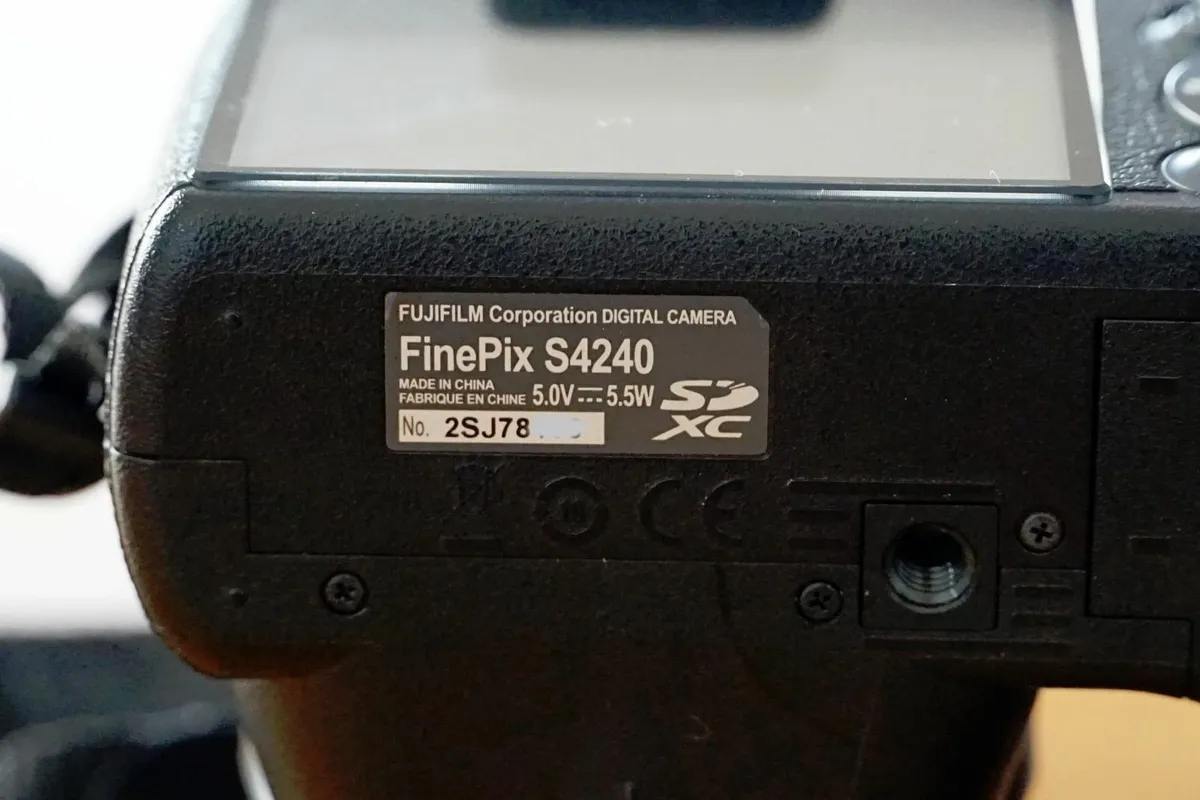 FUJIFILM Corporation DIGITAL CAMERA
FinePix S4240
MADE IN CHINA
FABRIQUE EN CHINE 5.0V⎓5.5W
SD XC
No. 2SJ78
CE